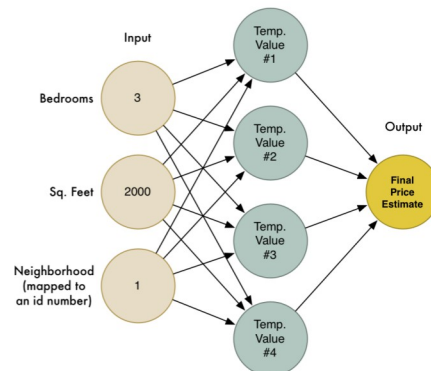 Input
Bedrooms
3
Sq. Feet
2000
Neighborhood
(mapped to
an id number)
1
Temp.
Value
#1
Temp.
Value
#2
Temp.
Value
#3
Temp.
Value
#4
Output
Final
Price
Estimate